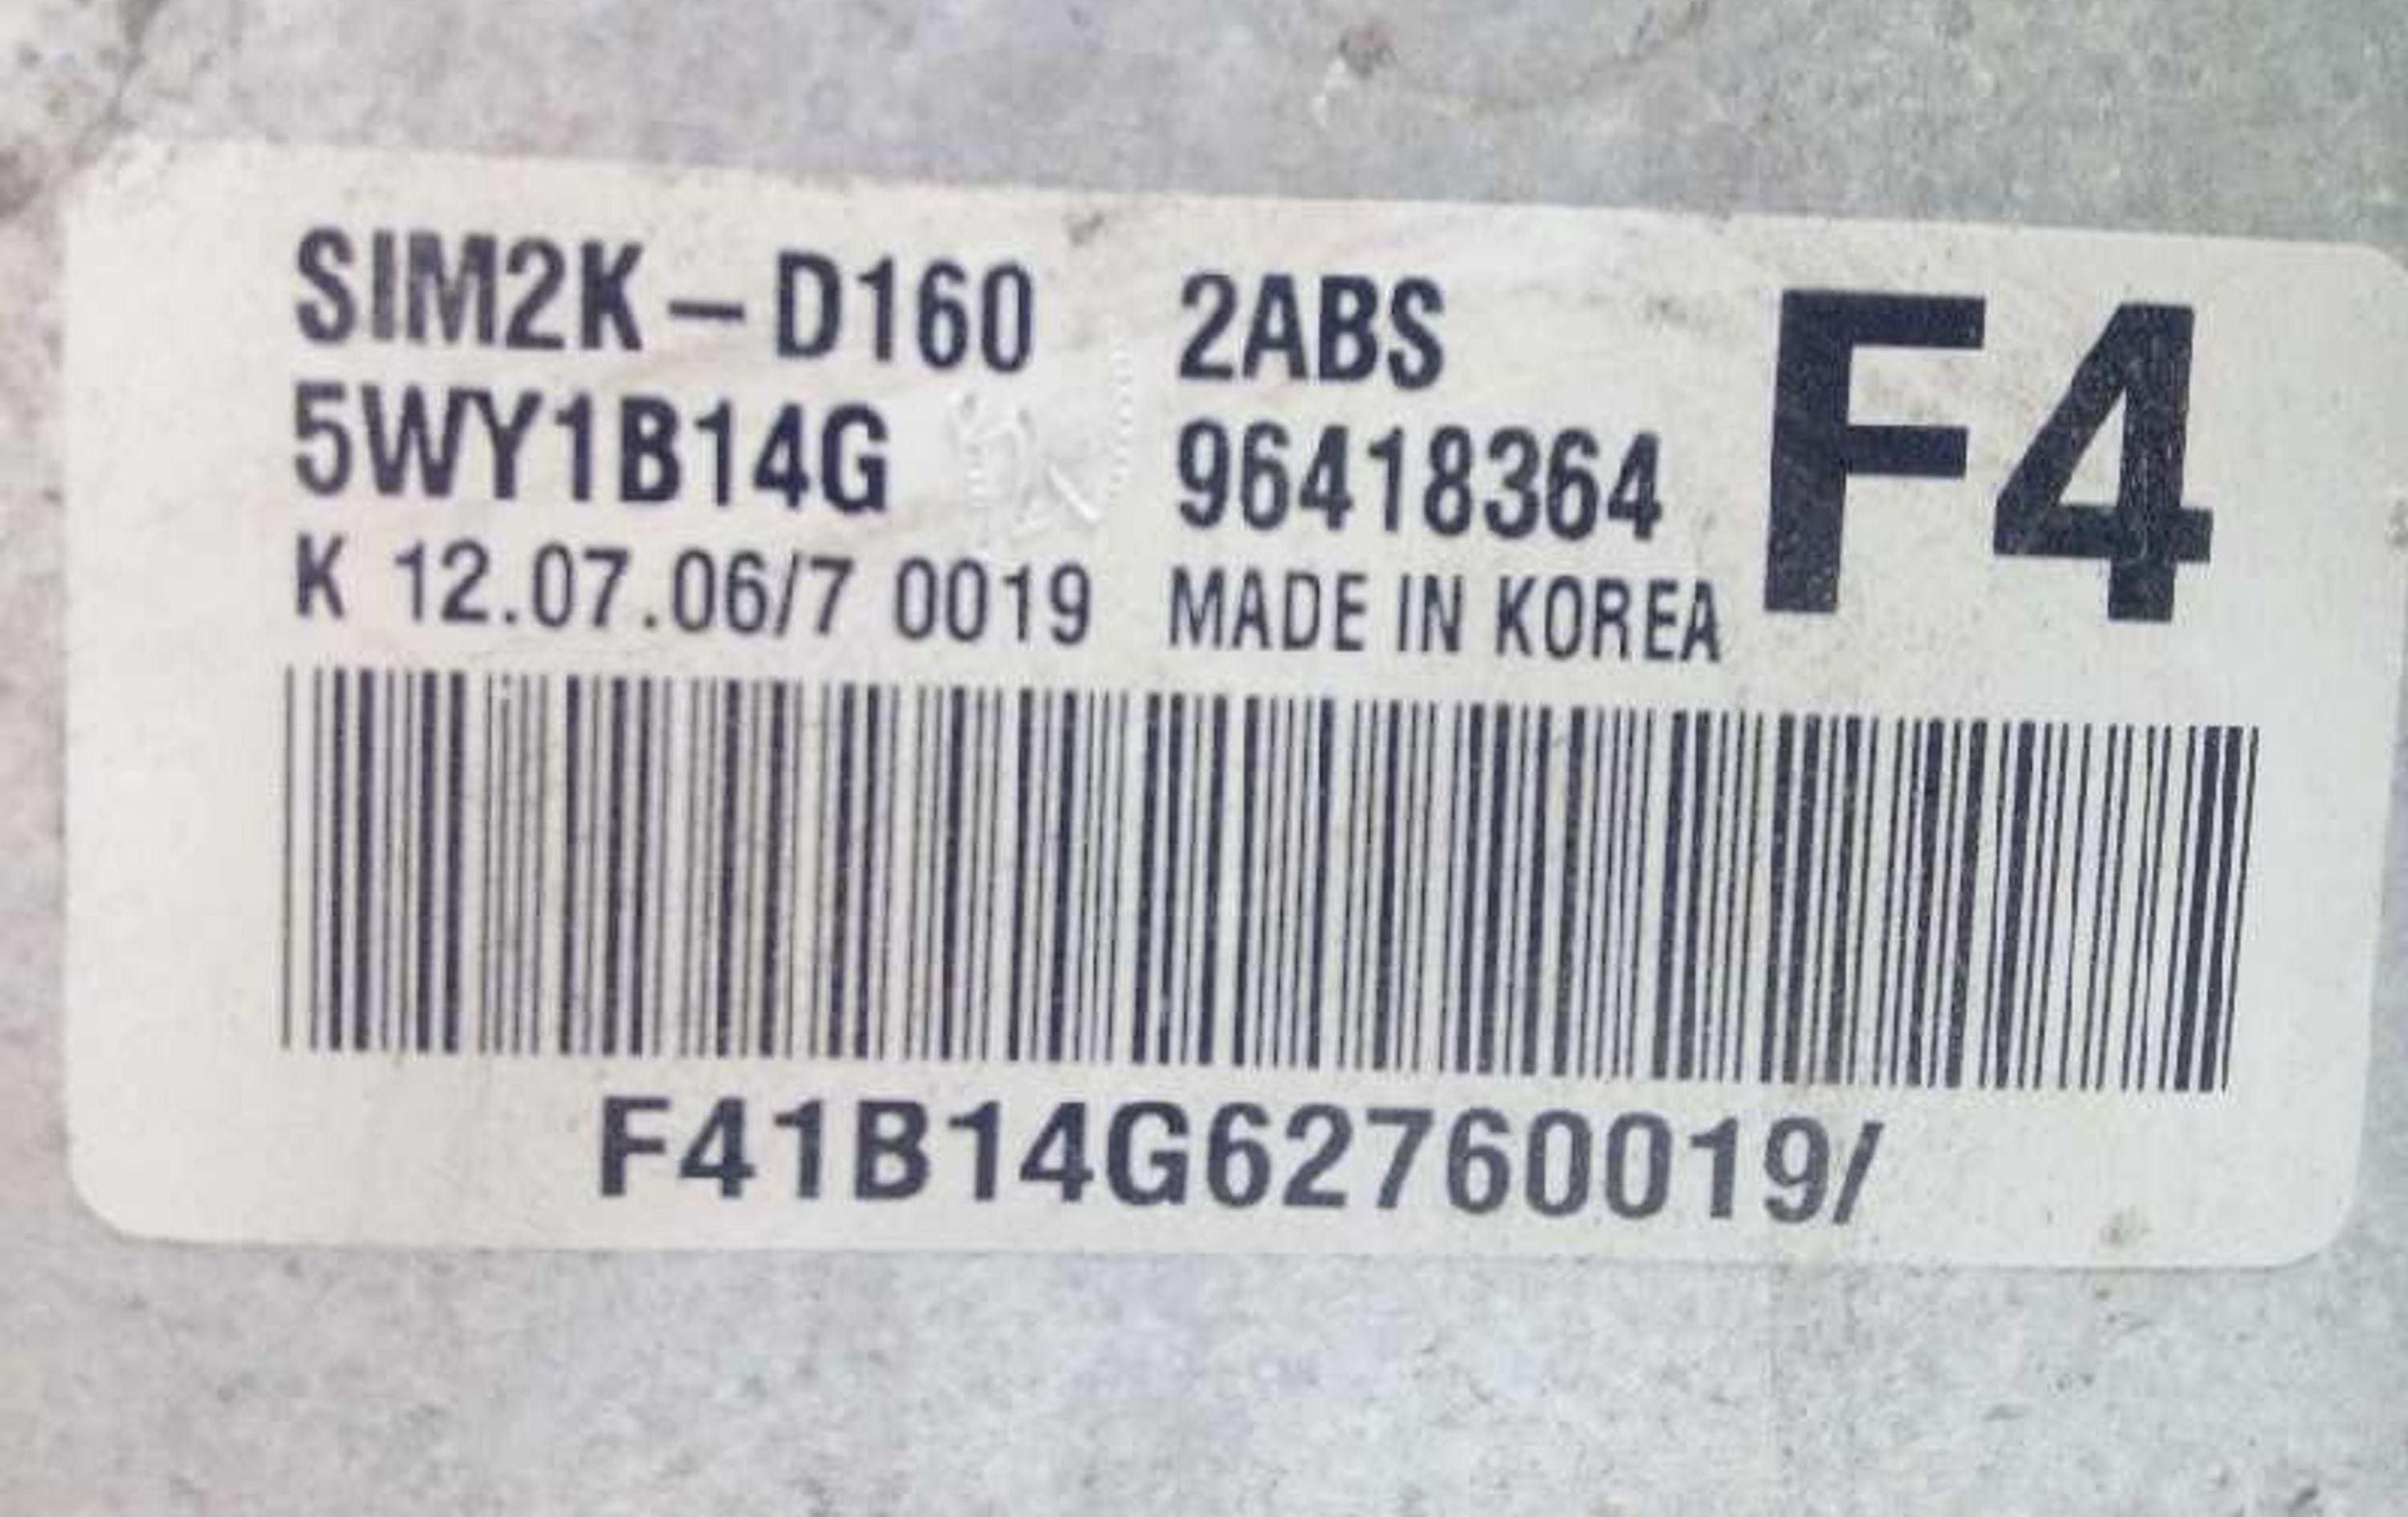 SIM2K – D160 2ABS F4
5WY1B14G 96418364
K 12.07.06/7 0019 MADE IN KOREA
F41B14G62760019/